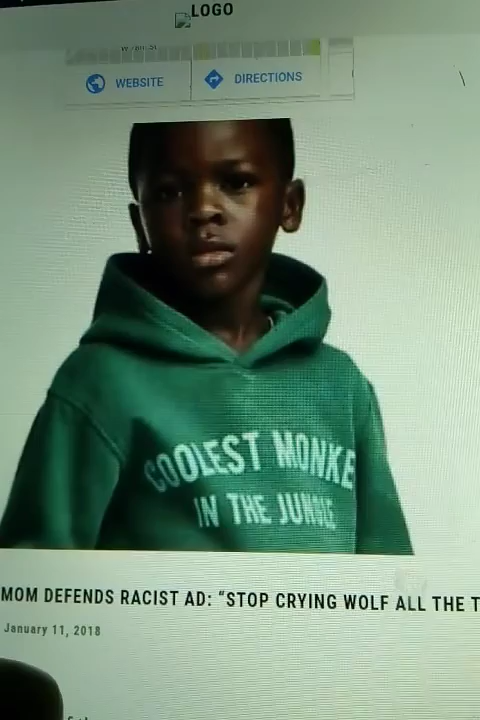 LOGO
WEBSITE
DIRECTIONS
COOLEST MONKE
IN THE JUNGLE
MOM DEFENDS RACIST AD: “STOP CRYING WOLF ALL THE T
January 11, 2018